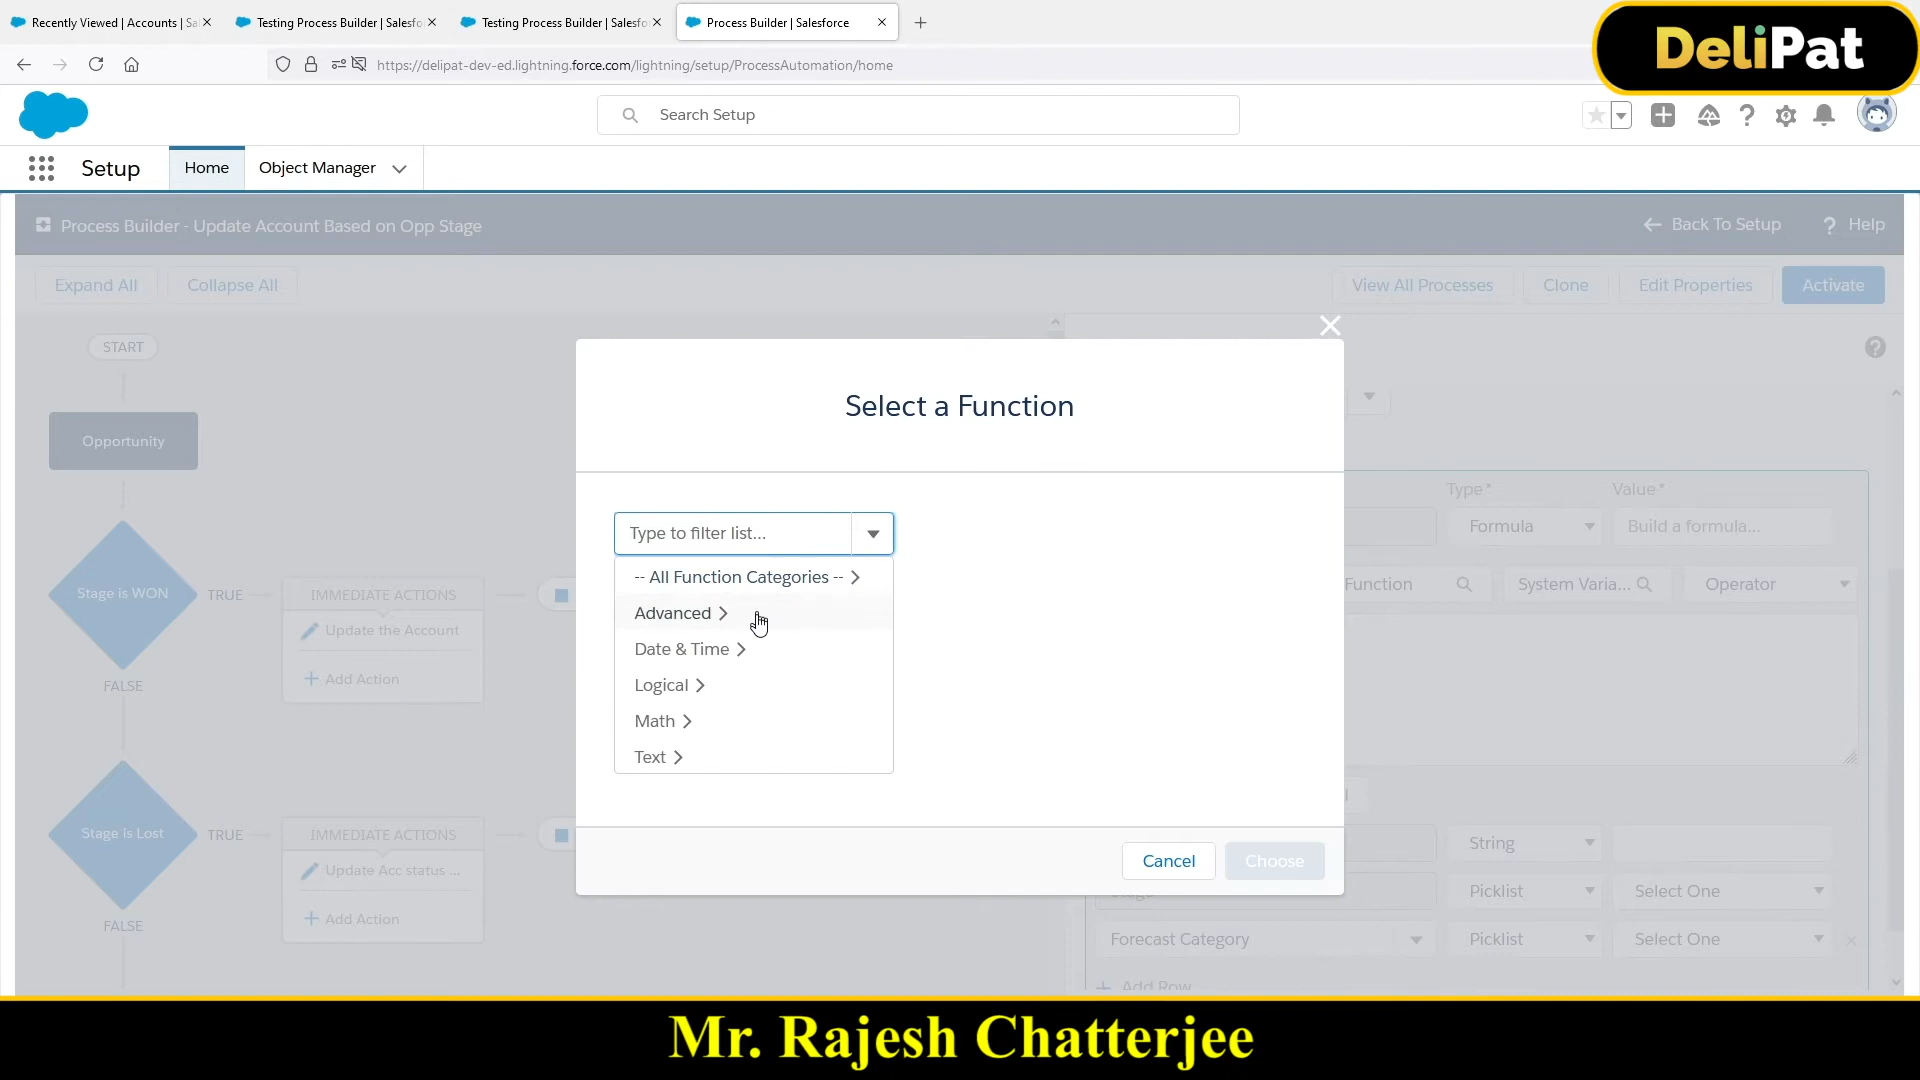 Recently Viewed | Accounts | Sa
Testing Process Builder | Salesfo
Testing Process Builder | Salesfo
Process Builder | Salesforce
https://delipat-dev-ed.lightning.force.com/lightning/setup/ProcessAutomation/home
DeliPat
Search Setup
Setup
Home
Object Manager
Process Builder - Update Account Based on Opp Stage
Back To Setup
? Help
Expand All
Collapse All
View All Processes
Clone
Edit Properties
Activate
START
Opportunity
Select a Function
Type to filter list...
-- All Function Categories --
Advanced
Date & Time
Logical
Math
Text
Cancel
Choose
Type*
Value*
Formula
Build a formula...
Function
System Varia...
Operator
Stage is WON
TRUE
IMMEDIATE ACTIONS
Update the Account
+ Add Action
FALSE
Stage is Lost
TRUE
IMMEDIATE ACTIONS
Update Acc status ...
+ Add Action
FALSE
String
Picklist
Select One
Forecast Category
Picklist
Select One
+ Add Row
Mr. Rajesh Chatterjee